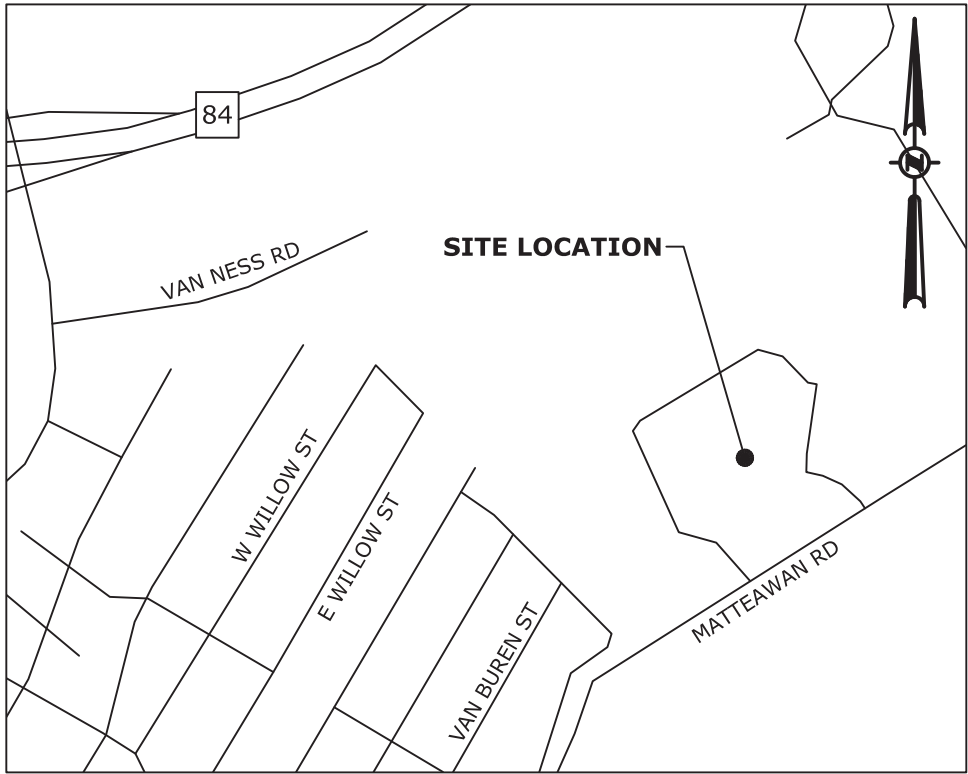 84
N
VAN NESS RD
SITE LOCATION
W WILLOW ST
E WILLOW ST
MATTEAWAN RD
VAN BUREN ST